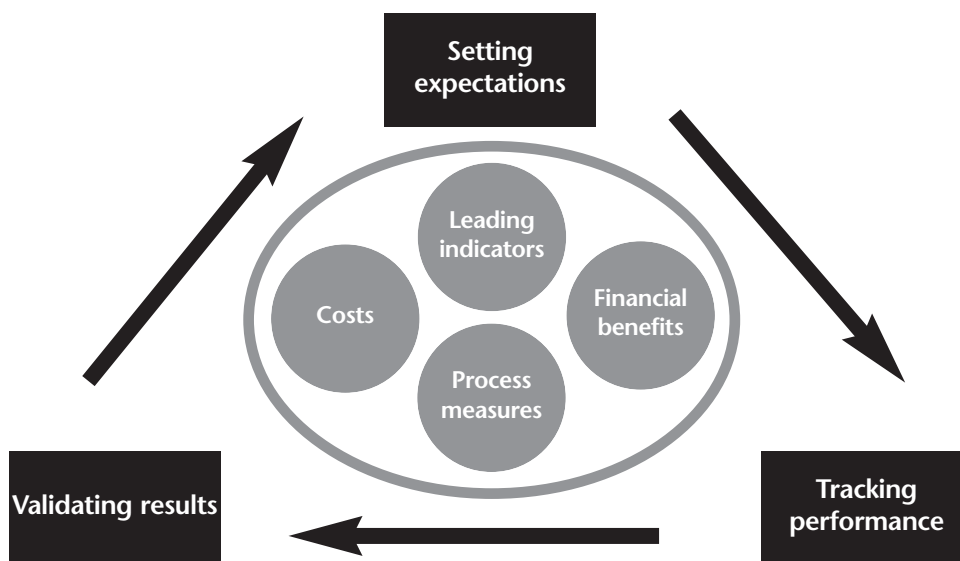 Setting
expectations
Leading
indicators
Costs
Financial
benefits
Process
measures
Validating results
Tracking
performance